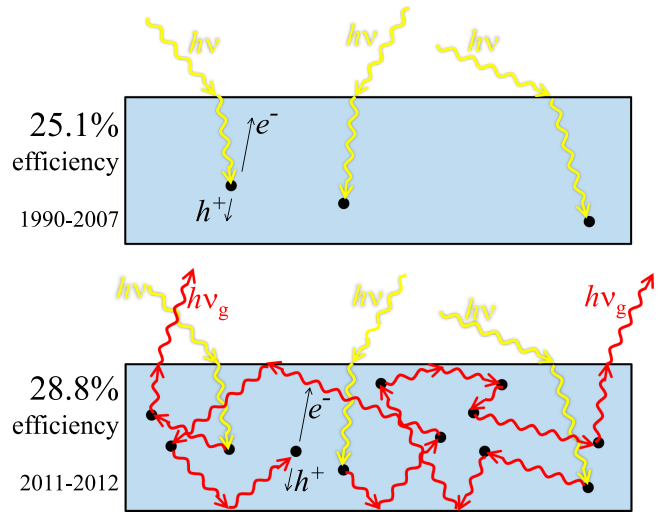 hν
hν
hν
25.1%
efficiency
1990-2007
e-
h+
hν
hνg
hν
hν
hνg
28.8%
efficiency
2011-2012
e-
h+